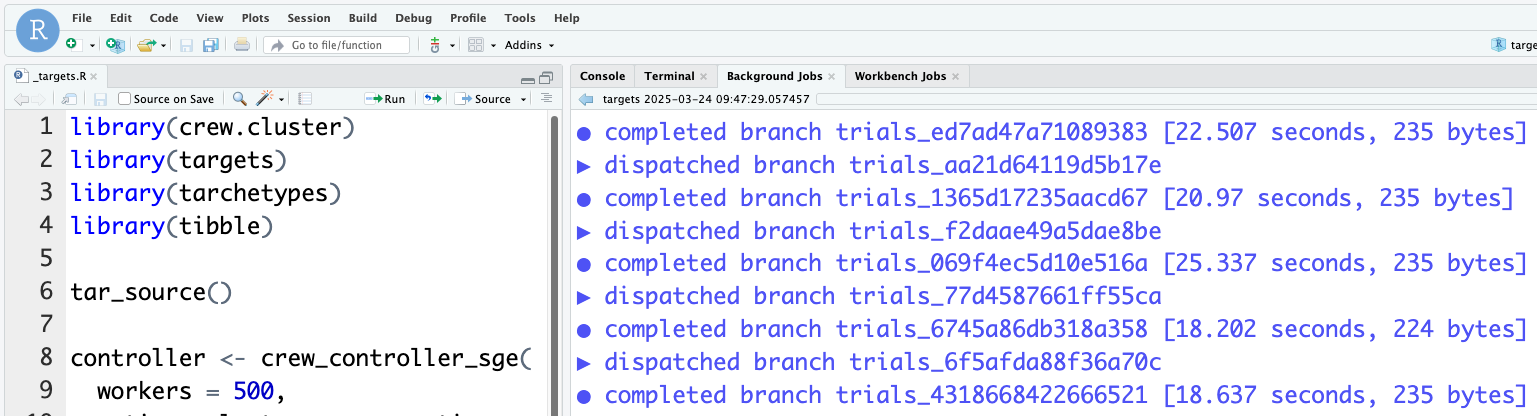 R
File Edit Code View Plots Session Build Debug Profile Tools Help
Go to file/function Addins
_targets.R
Source on Save Run Source
1 library(crew.cluster)
2 library(targets)
3 library(tarchetypes)
4 library(tibble)
5
6 tar_source()
7
8 controller <- crew_controller_sge(
9 workers = 500,
Console Terminal Background Jobs Workbench Jobs
targets 2025-03-24 09:47:29.057457
● completed branch trials_ed7ad47a71089383 [22.507 seconds, 235 bytes]
▶ dispatched branch trials_aa21d64119d5b17e
● completed branch trials_1365d17235aacd67 [20.97 seconds, 235 bytes]
▶ dispatched branch trials_f2daae49a5dae8be
● completed branch trials_069f4ec5d10e516a [25.337 seconds, 235 bytes]
▶ dispatched branch trials_77d4587661ff55ca
● completed branch trials_6745a86db318a358 [18.202 seconds, 224 bytes]
▶ dispatched branch trials_6f5afda88f36a70c
● completed branch trials_4318668422666521 [18.637 seconds, 235 bytes]